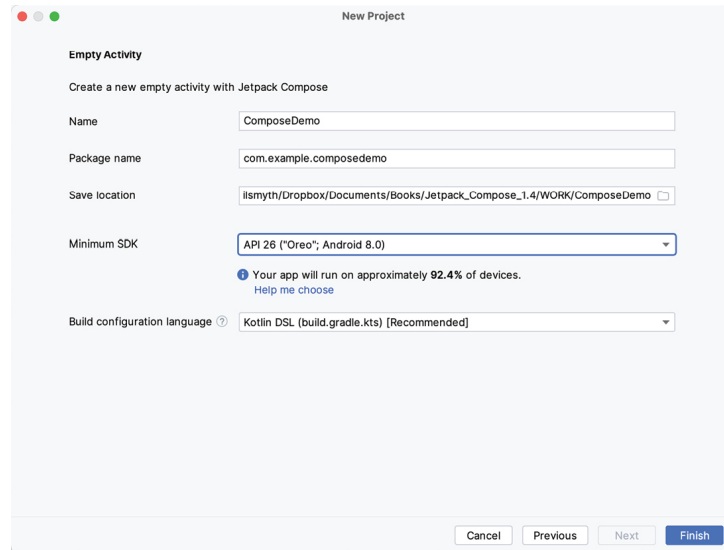 New Project
Empty Activity
Create a new empty activity with Jetpack Compose
Name ComposeDemo
Package name com.example.composedemo
Save location ilsmyth/Dropbox/Documents/Books/Jetpack_Compose_1.4/WORK/ComposeDemo
Minimum SDK API 26 ("Oreo"; Android 8.0)
Your app will run on approximately 92.4% of devices.
Help me choose
Build configuration language ? Kotlin DSL (build.gradle.kts) [Recommended]
Cancel Previous Next Finish